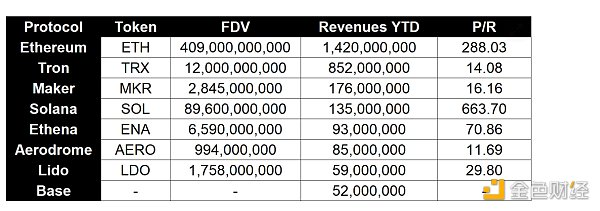 Protocol Token FDV Revenues YTD P/R
Ethereum ETH 409,000,000,000 1,420,000,000 288.03
Tron TRX 12,000,000,000 852,000,000 14.08
Maker MKR 2,845,000,000 176,000,000 16.16
Solana SOL 89,600,000,000 135,000,000 663.70
Ethena ENA 6,590,000,000 93,000,000 70.86
Aerodrome AERO 994,000,000 85,000,000 11.69
Lido LDO 1,758,000,000 59,000,000 29.80
Base - - 52,000,000 -
金色财经